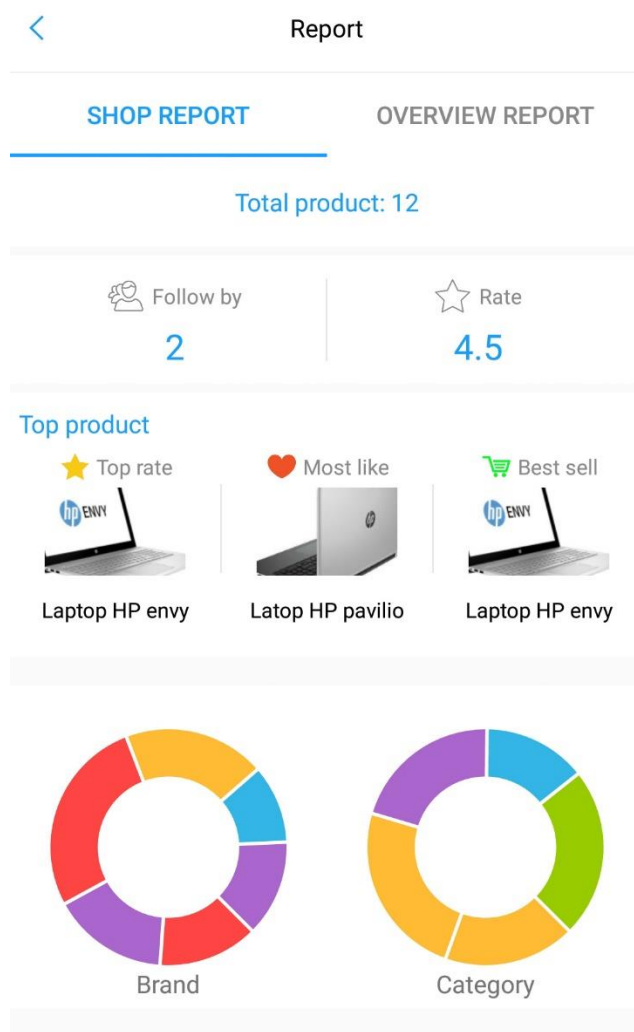 Report
SHOP REPORT OVERVIEW REPORT
Total product: 12
Follow by Rate
2 4.5
Top product
Top rate Most like Best sell
hp ENVY hp hp ENVY
Laptop HP envy Latop HP pavilio Laptop HP envy
Brand Category